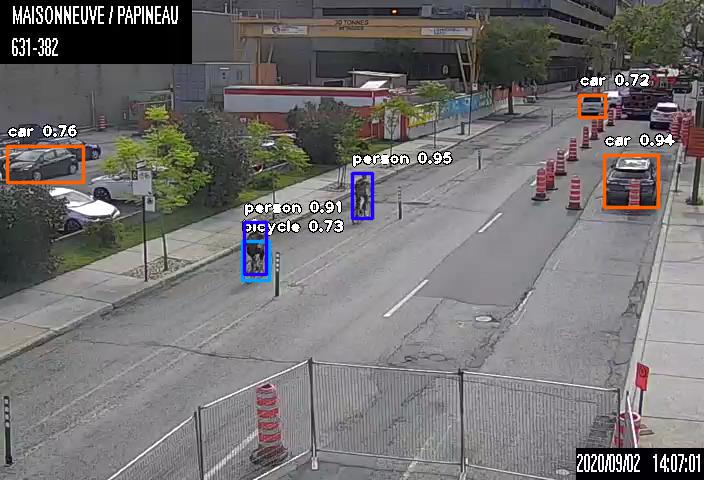 MAISONNEUVE / PAPINEAU
631-382
30 TONNES
car 0.72
car 0.76
car 0.94
person 0.95
person 0.91
bicycle 0.73
2020/09/02 14:07:01